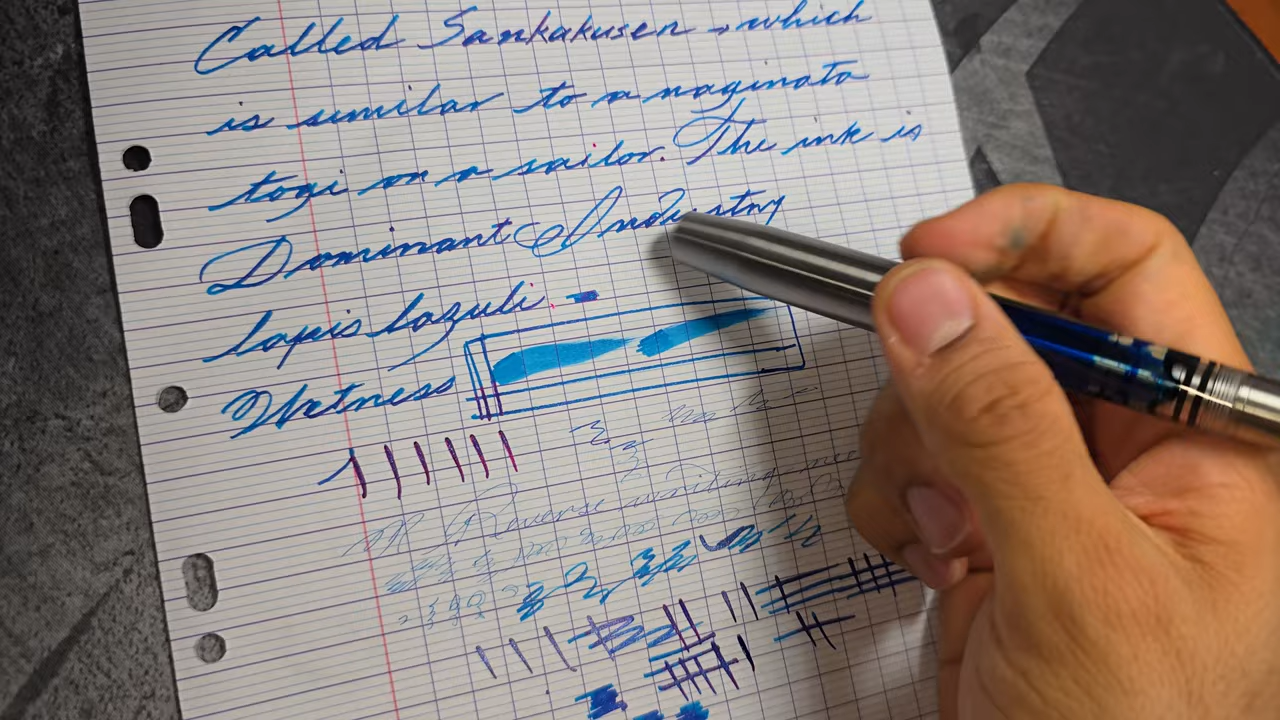 Called Sankakusen, which
is similar to a naginata
togi on a sailor. The ink is
Dominant Industry
lapis lazuli.
Wetness
Reverse writing